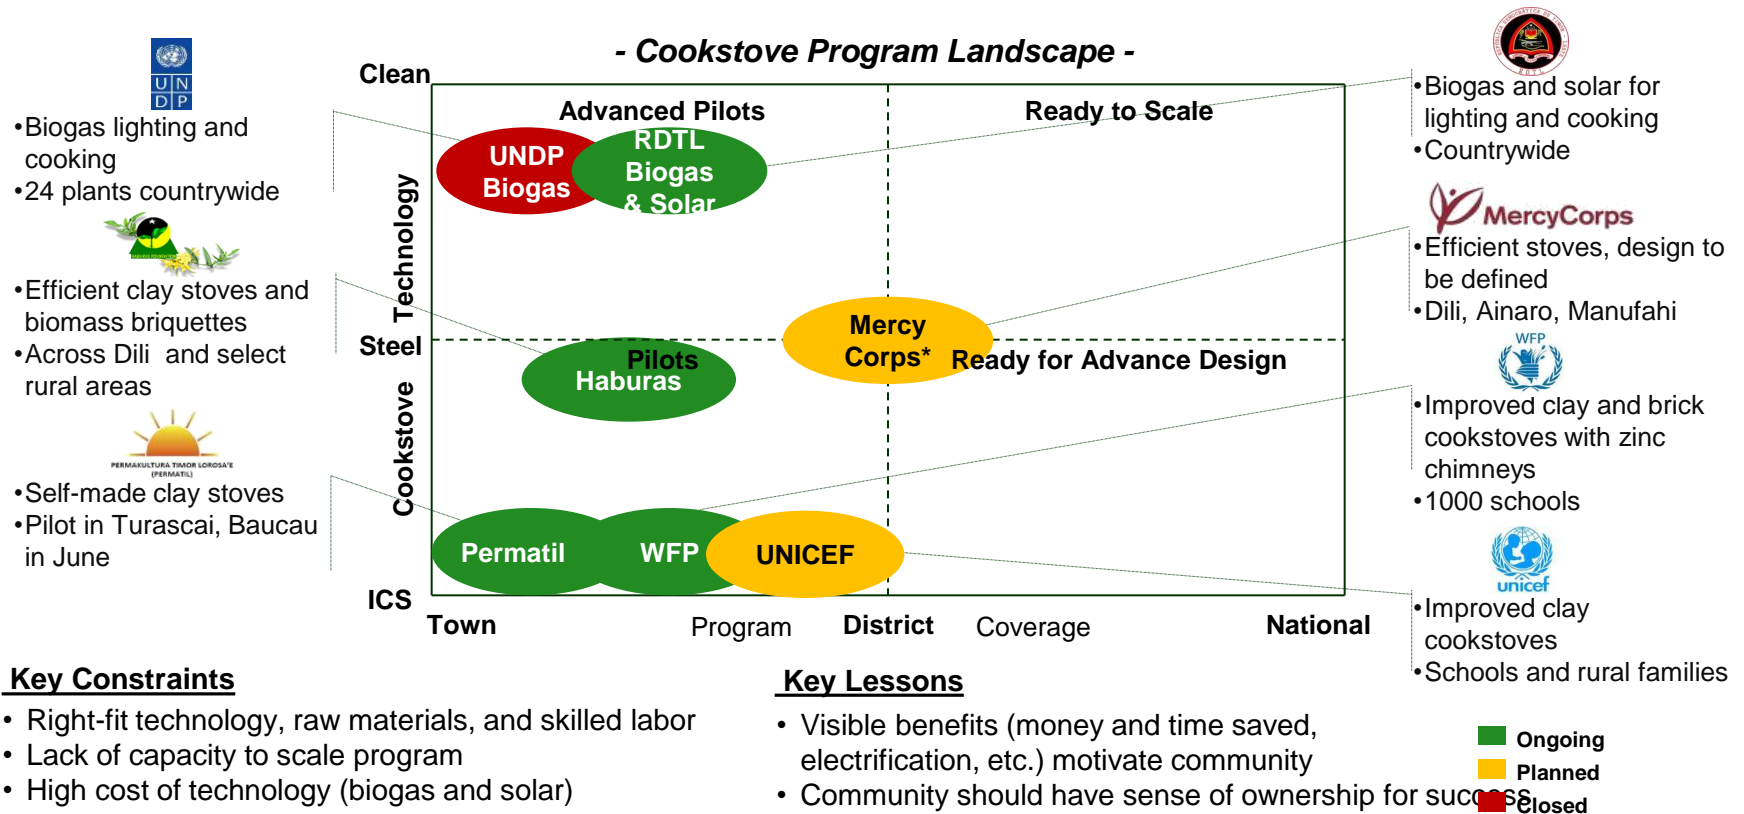 - Cookstove Program Landscape -
U N
D P
•Biogas lighting and
cooking
•24 plants countrywide
•Efficient clay stoves and
biomass briquettes
•Across Dili  and select
rural areas
PERMAKULTURA TIMOR LOROSA'E
(PERMATIL)
•Self-made clay stoves
•Pilot in Turascai, Baucau
in June
Clean
Technology
Steel
Cookstove
ICS
Advanced Pilots
Ready to Scale
UNDP
Biogas
RDTL
Biogas
& Solar
Mercy
Corps*
Pilots
Haburas
Ready for Advance Design
Permatil
WFP
UNICEF
Town
Program
District
Coverage
National
•Biogas and solar for
lighting and cooking
•Countrywide
MercyCorps
•Efficient stoves, design to
be defined
•Dili, Ainaro, Manufahi
WFP
•Improved clay and brick
cookstoves with zinc
chimneys
•1000 schools
unicef
•Improved clay
cookstoves
•Schools and rural families
Key Constraints
• Right-fit technology, raw materials, and skilled labor
• Lack of capacity to scale program
• High cost of technology (biogas and solar)
Key Lessons
• Visible benefits (money and time saved,
electrification, etc.) motivate community
• Community should have sense of ownership for success
Ongoing
Planned
Closed